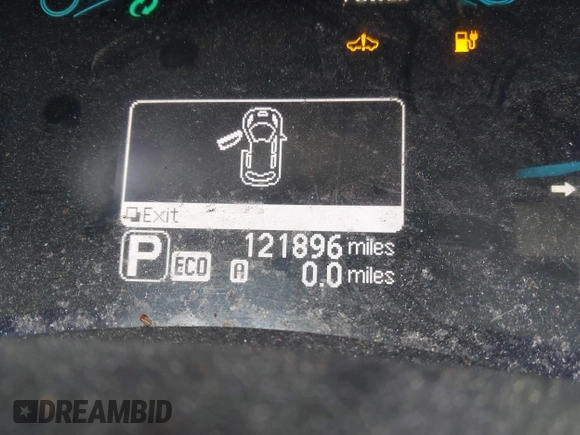 Exit
P ECO 121896 miles
A 0.0 miles
DREAMBID